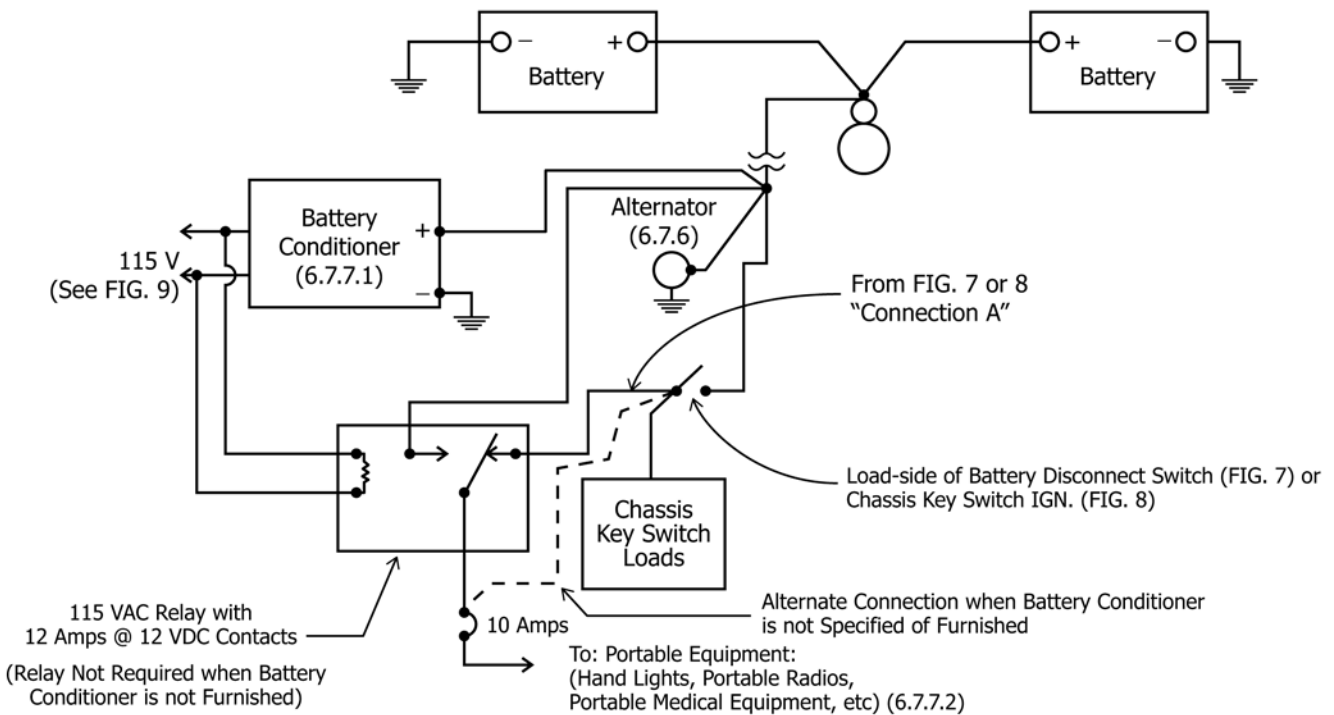 −
+
Battery
+
−
Battery
Battery
Conditioner
(6.7.7.1)
+
−
115 V
(See FIG. 9)
Alternator
(6.7.6)
From FIG. 7 or 8
“Connection A”
Load-side of Battery Disconnect Switch (FIG. 7) or
Chassis Key Switch IGN. (FIG. 8)
Chassis
Key Switch
Loads
115 VAC Relay with
12 Amps @ 12 VDC Contacts
(Relay Not Required when Battery
Conditioner is not Furnished)
10 Amps
Alternate Connection when Battery Conditioner
is not Specified of Furnished
To: Portable Equipment:
(Hand Lights, Portable Radios,
Portable Medical Equipment, etc) (6.7.7.2)